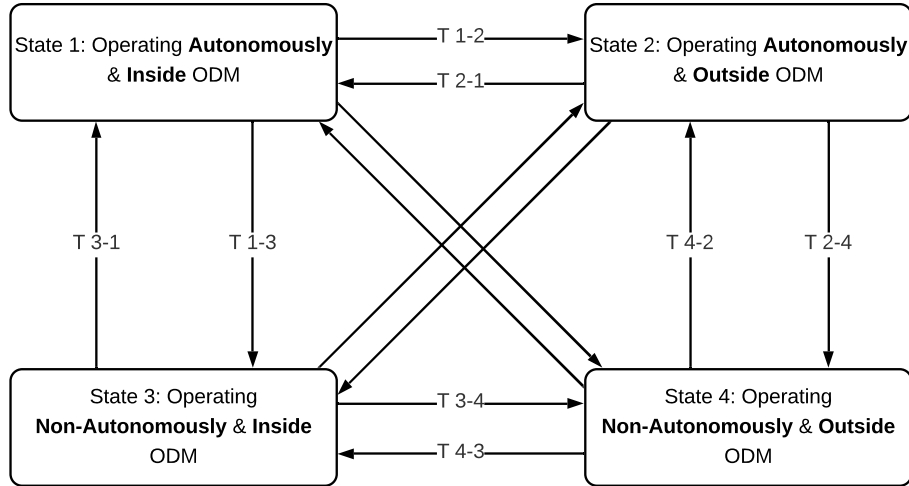 State 1: Operating Autonomously
& Inside ODM
T 1-2
T 2-1
State 2: Operating Autonomously
& Outside ODM
T 3-1
T 1-3
T 4-2
T 2-4
State 3: Operating
Non-Autonomously & Inside
ODM
T 3-4
T 4-3
State 4: Operating
Non-Autonomously & Outside
ODM